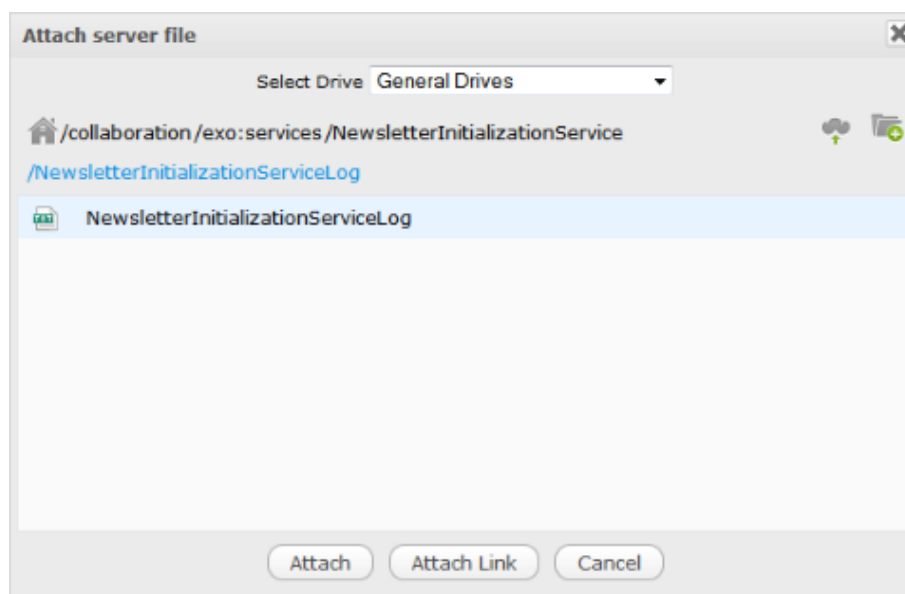 Attach server file
Select Drive General Drives
/collaboration/exo:services/NewsletterInitializationService
/NewsletterInitializationServiceLog
NewsletterInitializationServiceLog
Attach Attach Link Cancel